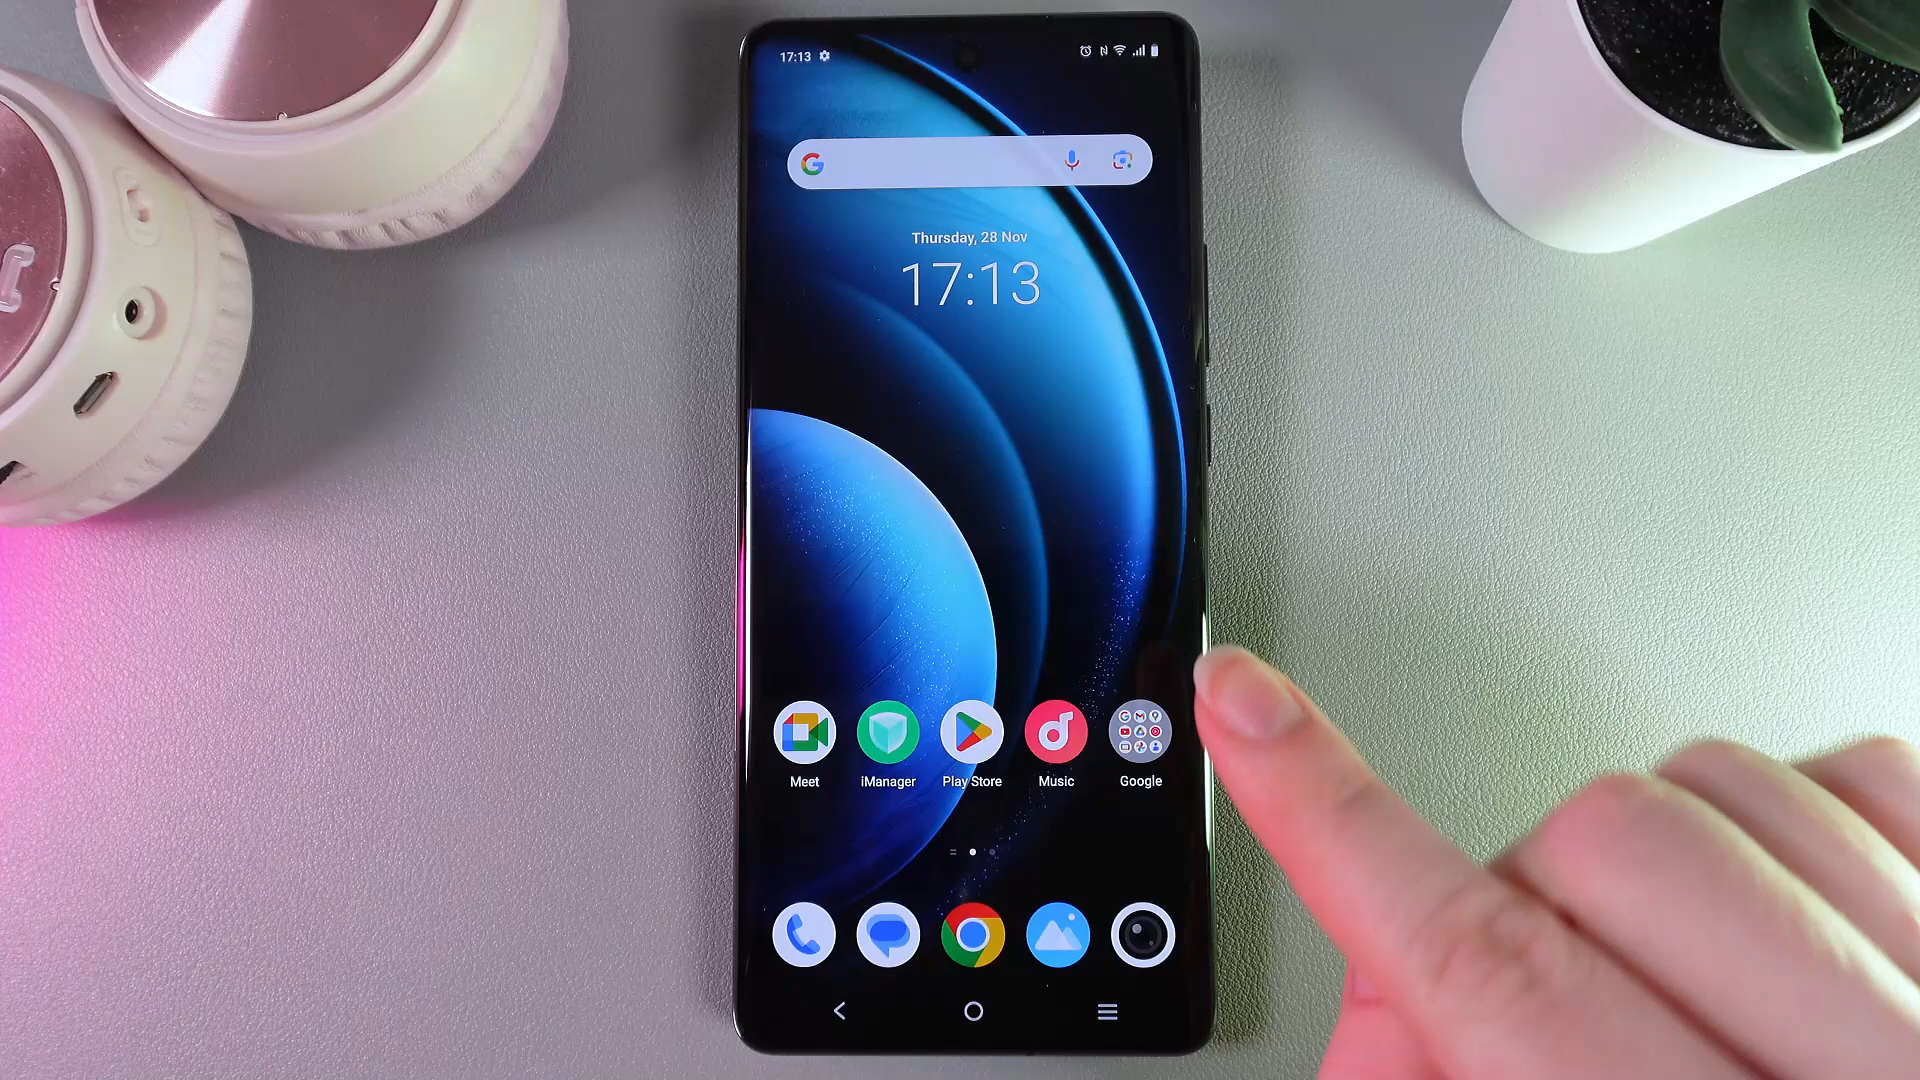 17:13
Thursday, 28 Nov
17:13
Meet
iManager
Play Store
Music
Google